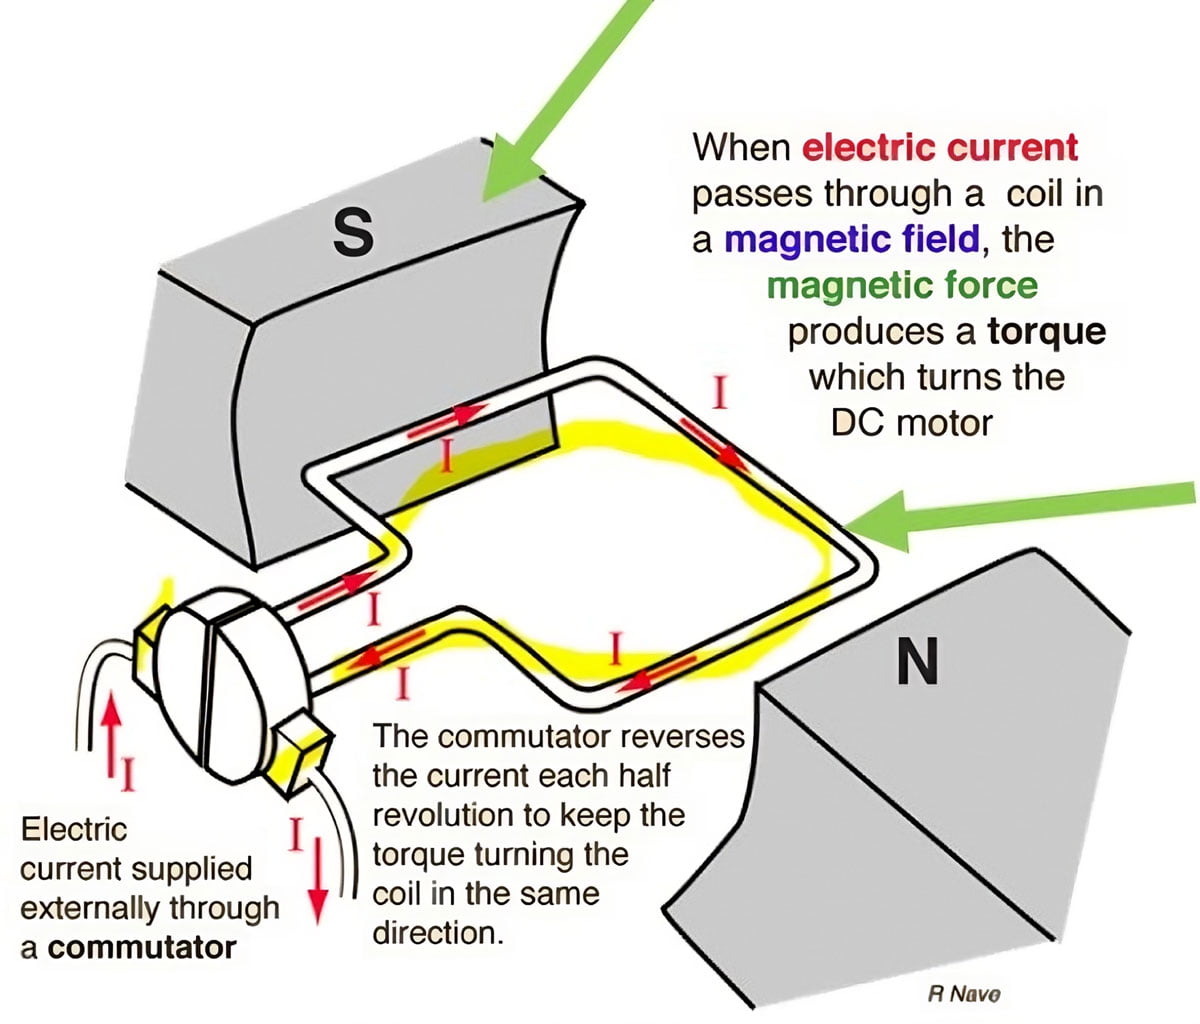 S
When electric current
passes through a coil in
a magnetic field, the
magnetic force
produces a torque
which turns the
DC motor
I
I
I
I
I
N
I
I
The commutator reverses
the current each half
revolution to keep the
torque turning the
coil in the same
direction.
Electric
current supplied
externally through
a commutator
R Nave